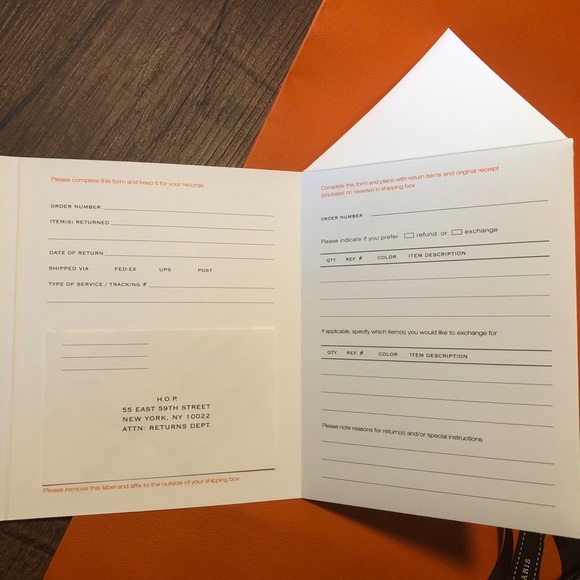 Please complete this form and keep it for your records
ORDER NUMBER
ITEM(S) RETURNED
DATE OF RETURN
SHIPPED VIA FED-EX UPS POST
TYPE OF SERVICE / TRACKING #
H.O.P.
55 EAST 59TH STREET
NEW YORK, NY 10022
ATTN: RETURNS DEPT.
Please remove this label and affix to the outside of your shipping box
Complete this form and place with return items and original receipt
(enclosed on reverse) in shipping box
ORDER NUMBER
Please indicate if you prefer refund or exchange
QTY. REF. # COLOR ITEM DESCRIPTION
If applicable, specify which item(s) you would like to exchange for
QTY. REF. # COLOR ITEM DESCRIPTION
Please note reasons for return(s) and/or special instructions
PARIS